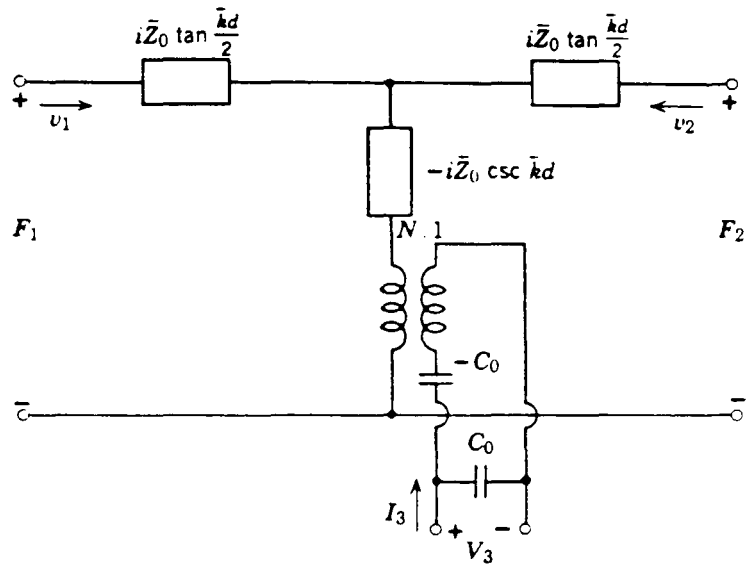 iZ̄₀ tan k̄d/2
iZ̄₀ tan k̄d/2
+
v₁
v₂
+
−iZ̄₀ csc k̄d
F₁
N : 1
F₂
−C₀
−
−
C₀
I₃
+
−
V₃